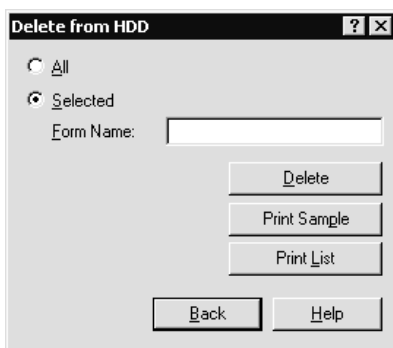 Delete from HDD ? X
All
Selected
Form Name:
Delete
Print Sample
Print List
Back Help